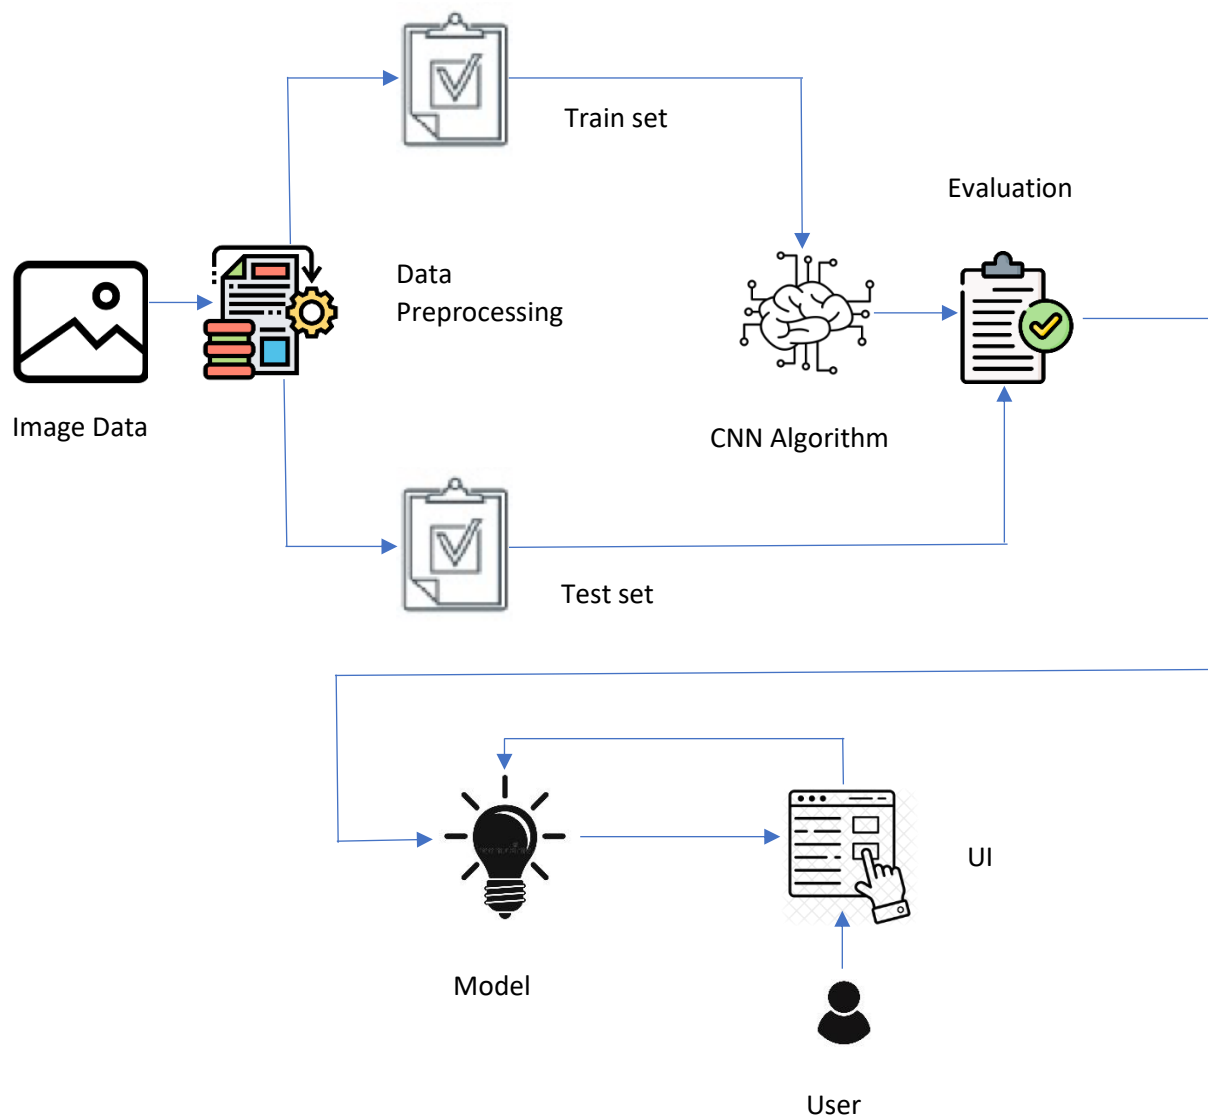 Train set
Evaluation
Data
Preprocessing
Image Data
CNN Algorithm
Test set
UI
Model
User